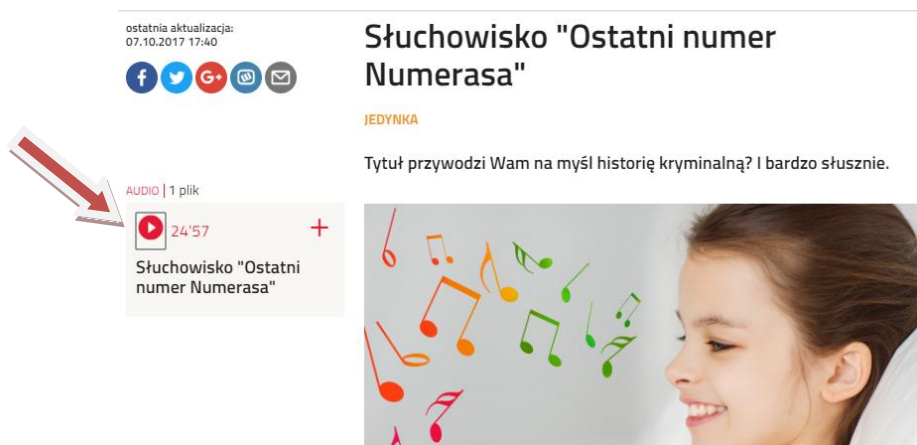 ostatnia aktualizacja:
07.10.2017 17:40
Słuchowisko "Ostatni numer
Numerasa"
JEDYNKA
Tytuł przywodzi Wam na myśl historię kryminalną? I bardzo słusznie.
AUDIO | 1 plik
24'57
Słuchowisko "Ostatni
numer Numerasa"